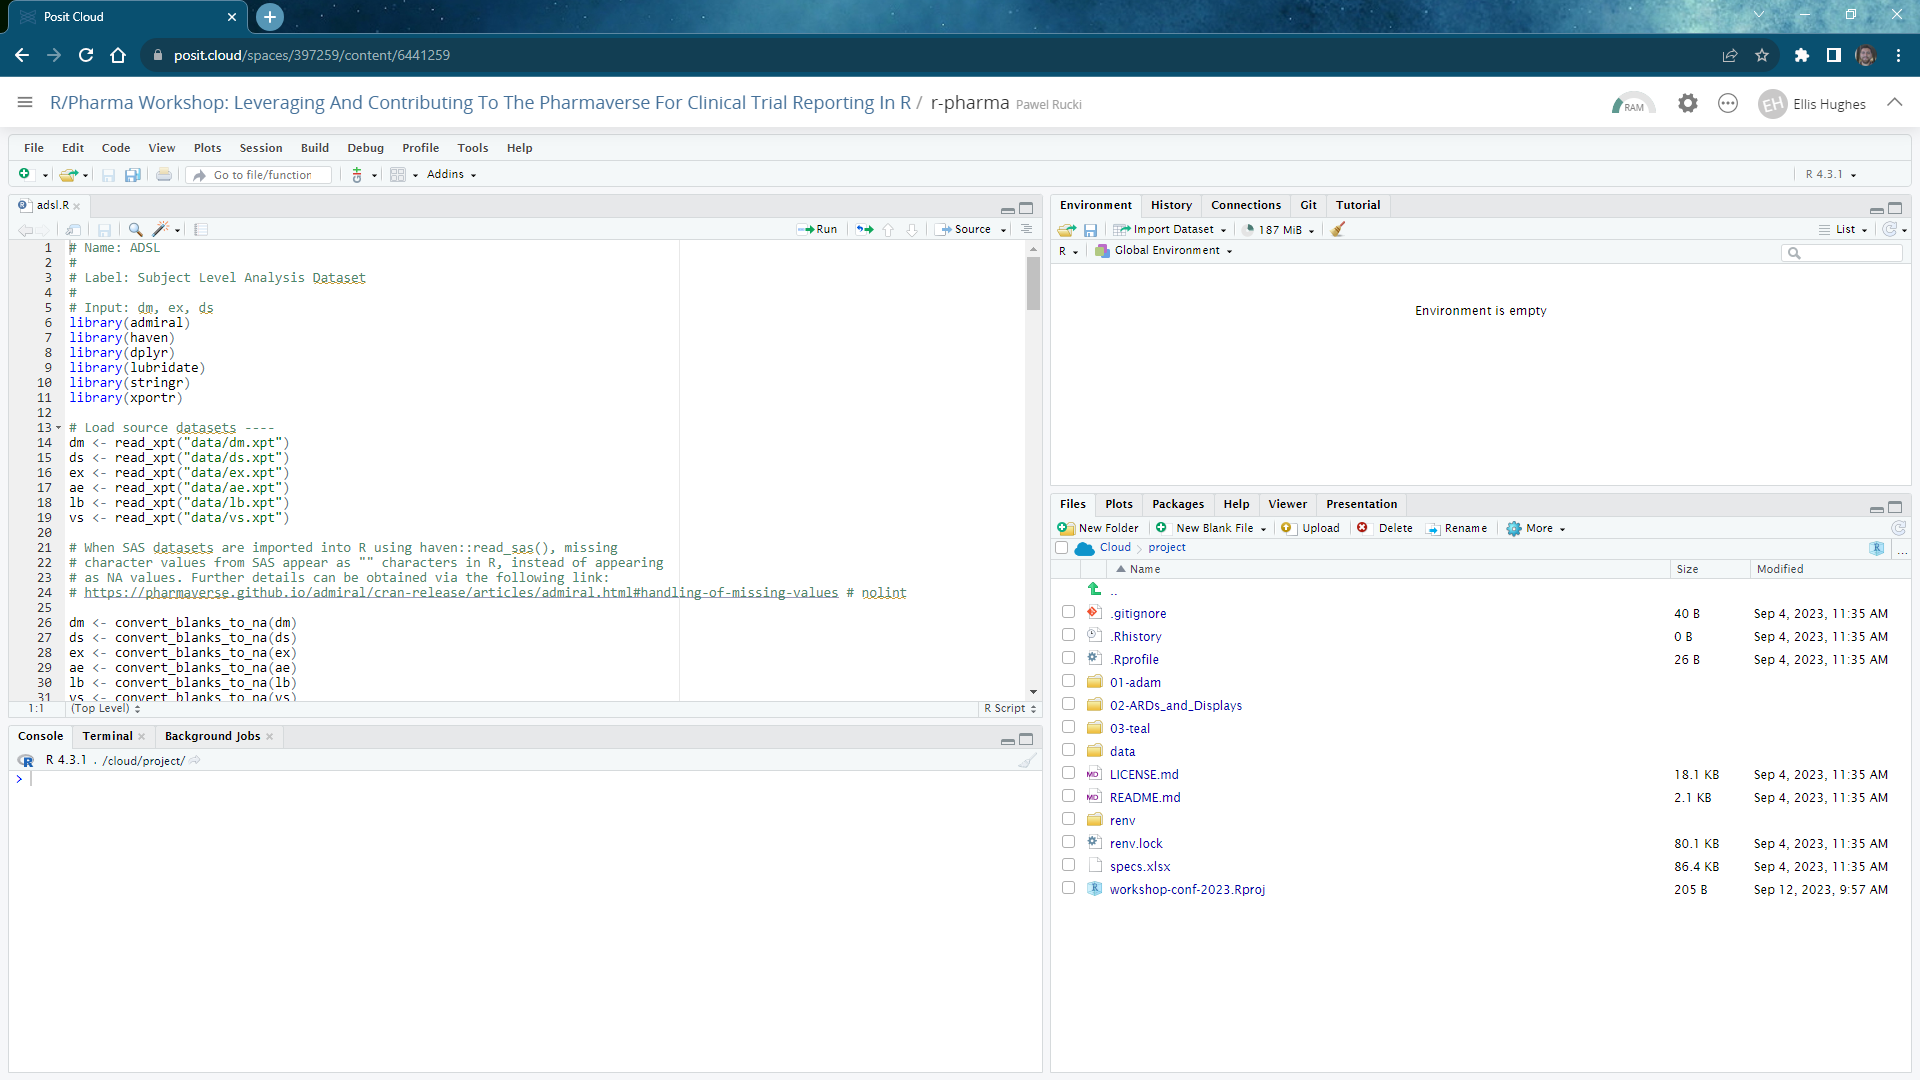 Posit Cloud
posit.cloud/spaces/397259/content/6441259
R/Pharma Workshop: Leveraging And Contributing To The Pharmaverse For Clinical Trial Reporting In R / r-pharma Pawel Rucki
RAM
EH Ellis Hughes
File Edit Code View Plots Session Build Debug Profile Tools Help
Go to file/function Addins R 4.3.1
adsl.R
Run Source
1 # Name: ADSL
2 #
3 # Label: Subject Level Analysis Dataset
4 #
5 # Input: dm, ex, ds
6 library(admiral)
7 library(haven)
8 library(dplyr)
9 library(lubridate)
10 library(stringr)
11 library(xportr)
12
13 # Load source datasets ----
14 dm <- read_xpt("data/dm.xpt")
15 ds <- read_xpt("data/ds.xpt")
16 ex <- read_xpt("data/ex.xpt")
17 ae <- read_xpt("data/ae.xpt")
18 lb <- read_xpt("data/lb.xpt")
19 vs <- read_xpt("data/vs.xpt")
20
21 # When SAS datasets are imported into R using haven::read_sas(), missing
22 # character values from SAS appear as "" characters in R, instead of appearing
23 # as NA values. Further details can be obtained via the following link:
24 # https://pharmaverse.github.io/admiral/cran-release/articles/admiral.html#handling-of-missing-values # nolint
25
26 dm <- convert_blanks_to_na(dm)
27 ds <- convert_blanks_to_na(ds)
28 ex <- convert_blanks_to_na(ex)
29 ae <- convert_blanks_to_na(ae)
30 lb <- convert_blanks_to_na(lb)
31 vs <- convert_blanks_to_na(vs)
1:1 (Top Level) R Script
Console Terminal Background Jobs
R 4.3.1 . /cloud/project/
>
Environment History Connections Git Tutorial
Import Dataset 187 MiB List
R Global Environment
Environment is empty
Files Plots Packages Help Viewer Presentation
New Folder New Blank File Upload Delete Rename More
Cloud project R ...
Name Size Modified
..
.gitignore 40 B Sep 4, 2023, 11:35 AM
.Rhistory 0 B Sep 4, 2023, 11:35 AM
.Rprofile 26 B Sep 4, 2023, 11:35 AM
01-adam
02-ARDs_and_Displays
03-teal
data
LICENSE.md 18.1 KB Sep 4, 2023, 11:35 AM
README.md 2.1 KB Sep 4, 2023, 11:35 AM
renv
renv.lock 80.1 KB Sep 4, 2023, 11:35 AM
specs.xlsx 86.4 KB Sep 4, 2023, 11:35 AM
workshop-conf-2023.Rproj 205 B Sep 12, 2023, 9:57 AM